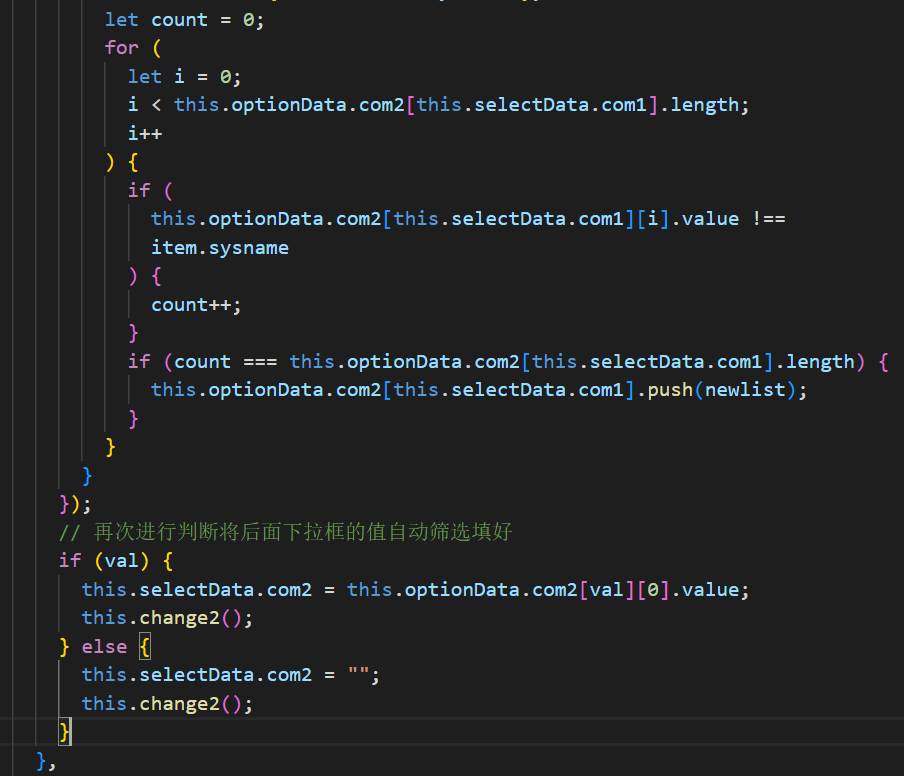 let count = 0;
for (
let i = 0;
i < this.optionData.com2[this.selectData.com1].length;
i++
) {
if (
this.optionData.com2[this.selectData.com1][i].value !==
item.sysname
) {
count++;
}
if (count === this.optionData.com2[this.selectData.com1].length) {
this.optionData.com2[this.selectData.com1].push(newlist);
}
}
}
});
// 再次进行判断将后面下拉框的值自动筛选填好
if (val) {
this.selectData.com2 = this.optionData.com2[val][0].value;
this.change2();
} else {
this.selectData.com2 = "";
this.change2();
}
},